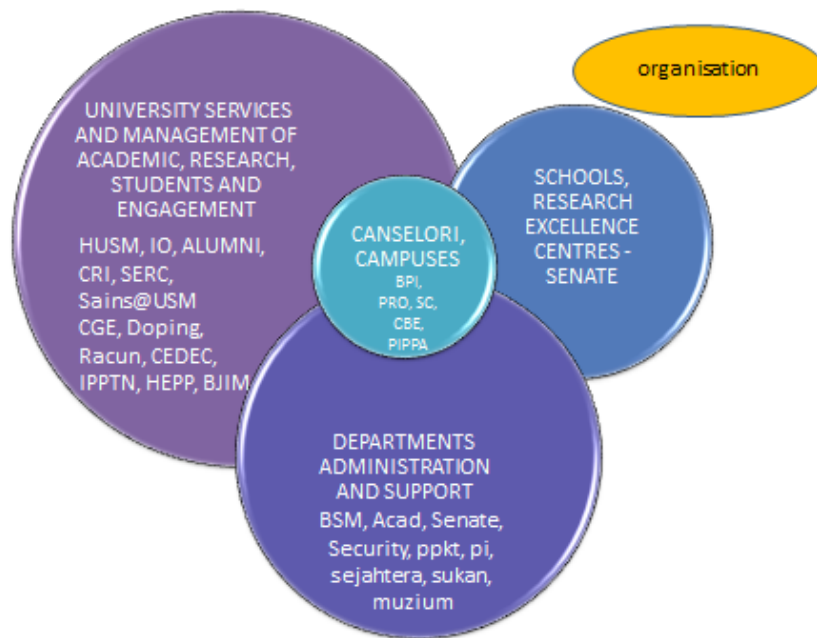 organisation
UNIVERSITY SERVICES
AND MANAGEMENT OF
ACADEMIC, RESEARCH,
STUDENTS AND
ENGAGEMENT
HUSM, IO, ALUMNI,
CRI, SERC,
Sains@USM
CGE, Doping,
Racun, CEDEC,
IPPTN, HEPP, BJIM
SCHOOLS,
RESEARCH
EXCELLENCE
CENTRES -
SENATE
CANSELORI,
CAMPUSES
BPI,
PRO, SC,
CBE,
PIPPA
DEPARTMENTS
ADMINISTRATION
AND SUPPORT
BSM, Acad, Senate,
Security, ppkt, pi,
sejahtera, sukan,
muzium